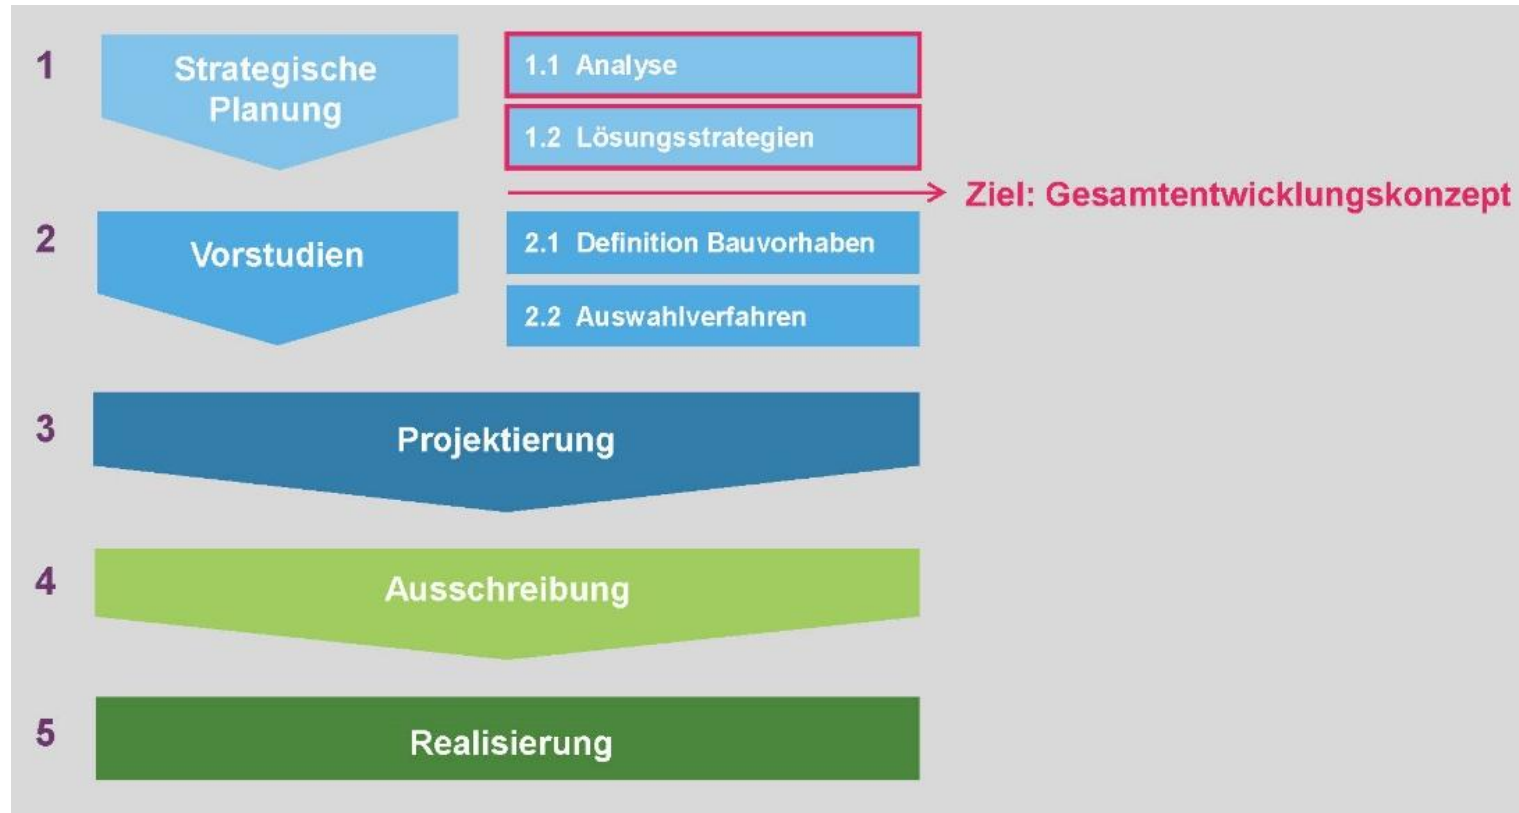 1
Strategische
Planung
1.1 Analyse
1.2 Lösungsstrategien
Ziel: Gesamtentwicklungskonzept
2
Vorstudien
2.1 Definition Bauvorhaben
2.2 Auswahlverfahren
3
Projektierung
4
Ausschreibung
5
Realisierung